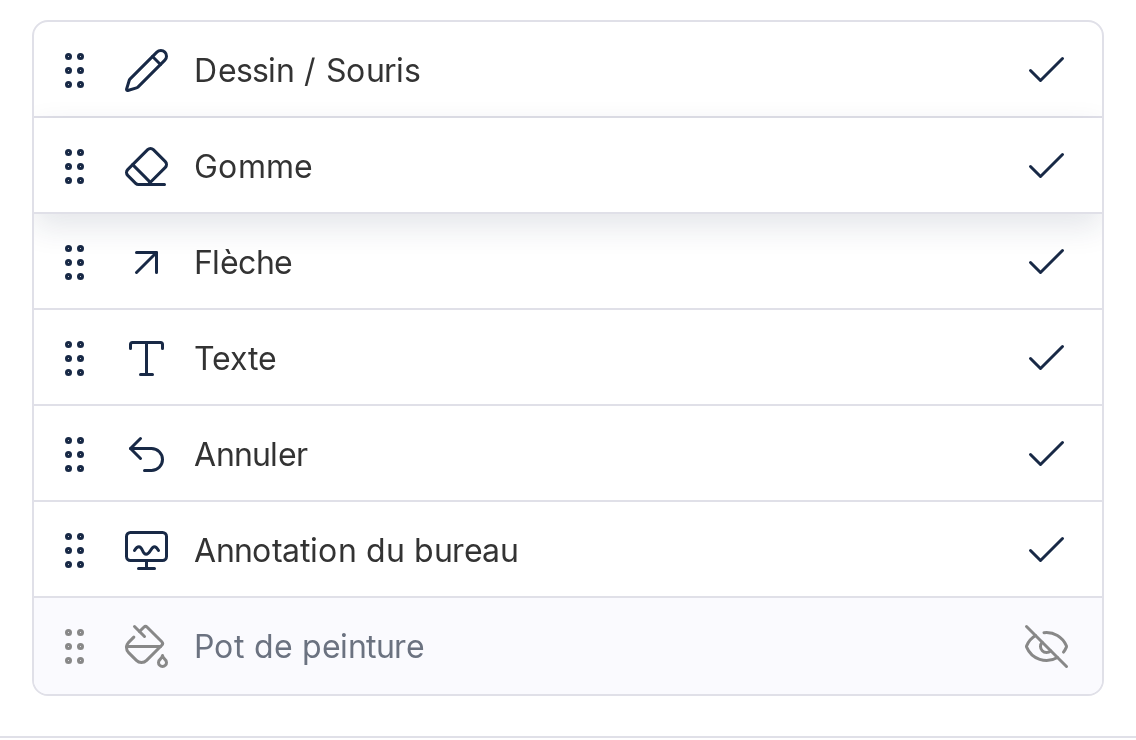 Dessin / Souris
Gomme
Flèche
Texte
Annuler
Annotation du bureau
Pot de peinture